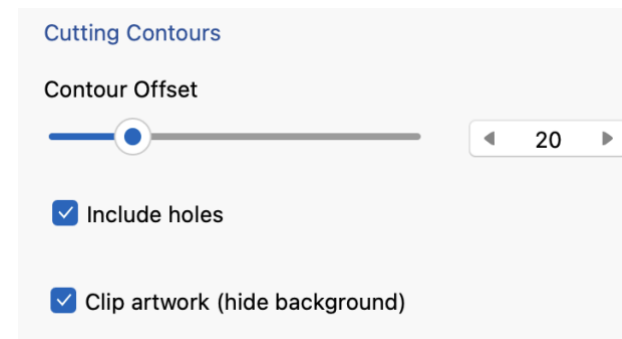 Cutting Contours
Contour Offset
20
Include holes
Clip artwork (hide background)